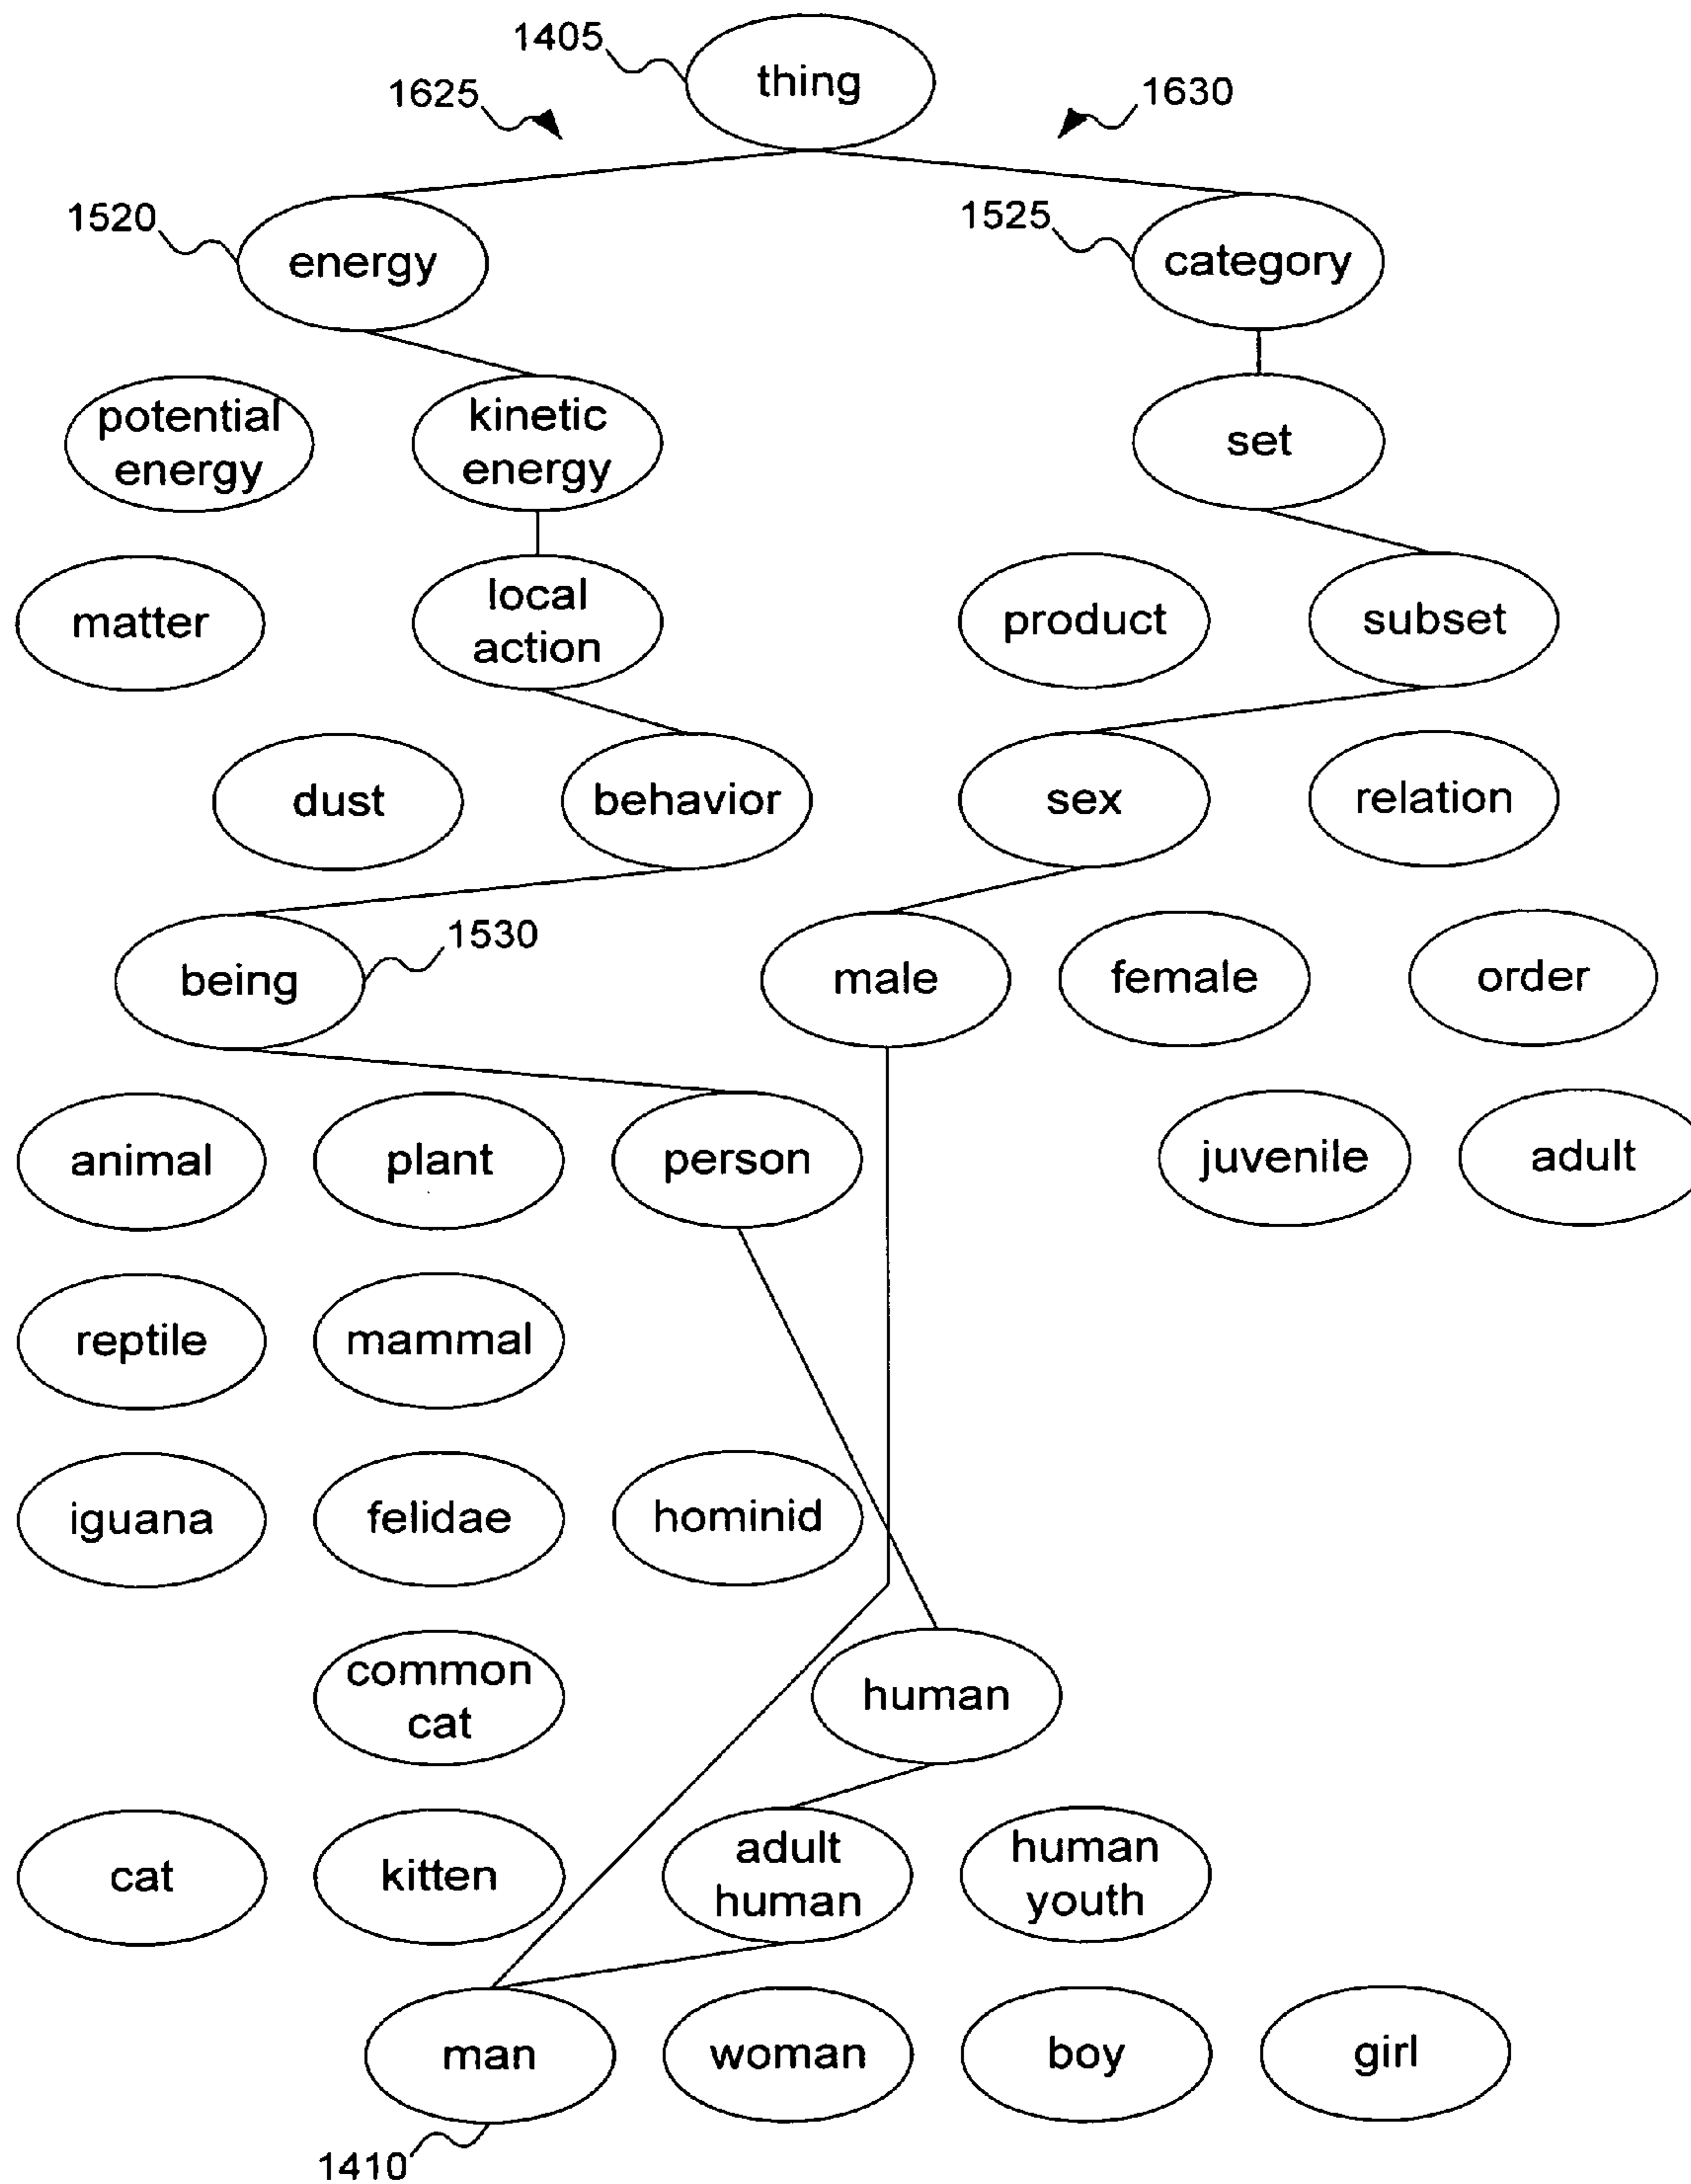 1405
thing
1625
1630
1520
energy
1525
category
potential
energy
kinetic
energy
set
matter
local
action
product
subset
dust
behavior
sex
relation
being
1530
male
female
order
animal
plant
person
juvenile
adult
reptile
mammal
iguana
felidae
hominid
common
cat
human
cat
kitten
adult
human
human
youth
man
woman
boy
girl
1410